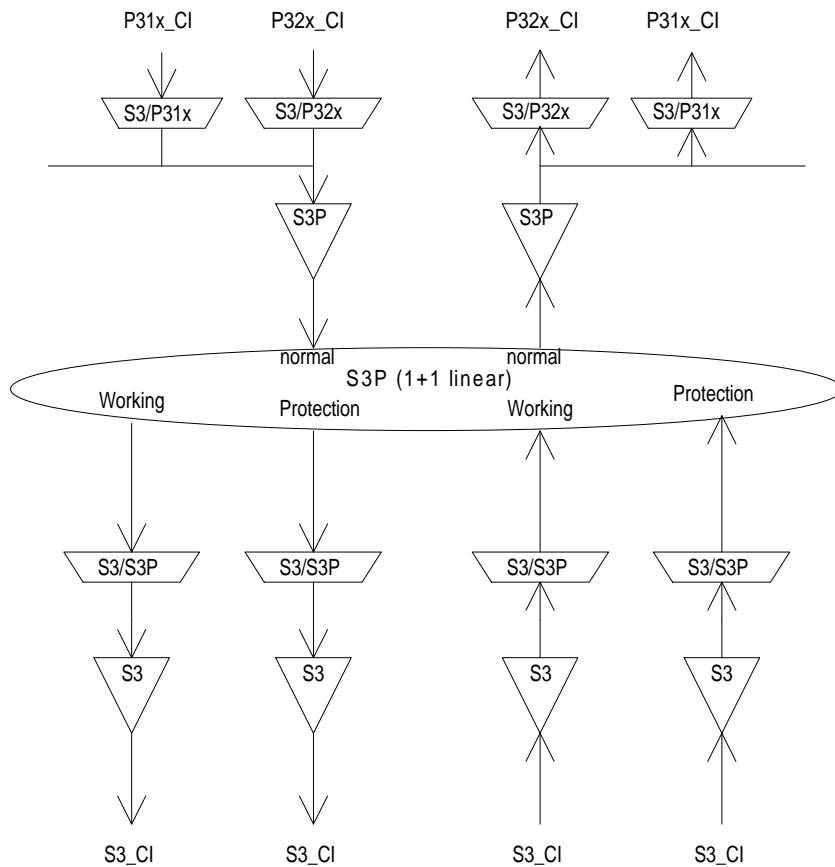 P31x_CI P32x_CI P32x_CI P31x_CI
S3/P31x S3/P32x S3/P32x S3/P31x
S3P S3P
normal normal
S3P (1+1 linear)
Working Protection Working Protection
S3/S3P S3/S3P S3/S3P S3/S3P
S3 S3 S3 S3
S3_CI S3_CI S3_CI S3_CI